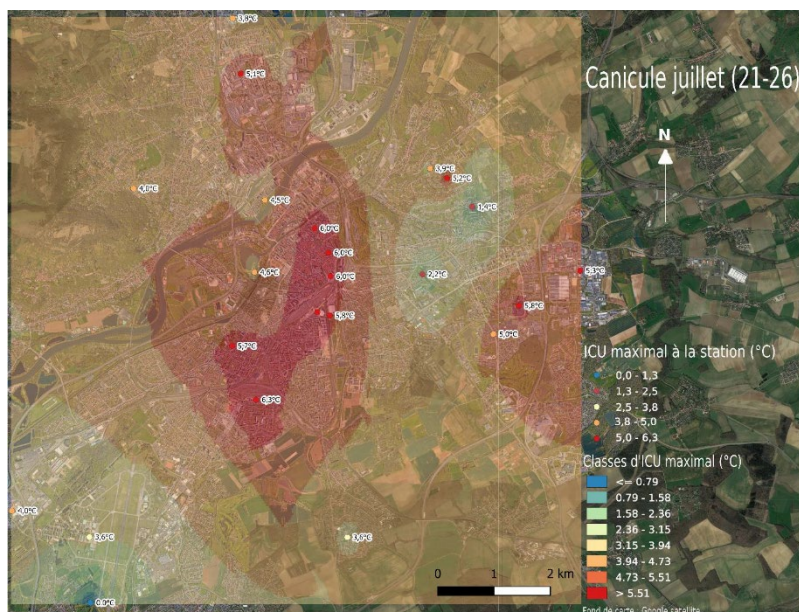 3,8°C
Canicule juillet (21-26)
5,1°C
N
3,9°C
5,2°C
4,5°C
1,4°C
6,0°C
6,0°C
4,6°C
6,0°C
2,2°C
5,3°C
5,8°C
5,8°C
5,0°C
5,7°C
6,3°C
ICU maximal à la station (°C)
0,0 - 1,3
1,3 - 2,5
2,5 - 3,8
3,8 - 5,0
5,0 - 6,3
Classes d'ICU maximal (°C)
<= 0.79
0.79 - 1.58
1.58 - 2.36
2.36 - 3.15
3.15 - 3.94
3.94 - 4.73
4.73 - 5.51
> 5.51
4,0°C
3,6°C
3,6°C
0,0°C
0 1 2 km
Fond de carte : Google satellite